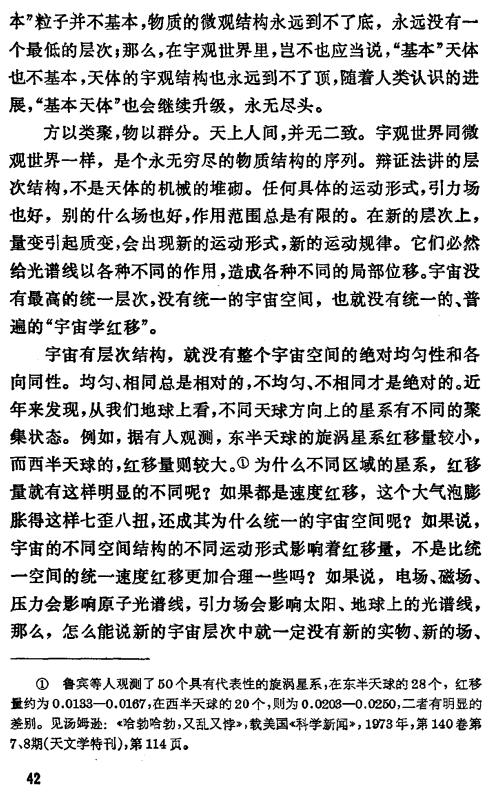 本”粒子并不基本，物质的微观结构永远到不了底，永远没有一
个最低的层次；那么，在宇观世界里，岂不也应当说，“基本”天体
也不基本，天体的宇观结构也永远到不了顶，随着人类认识的进
展，“基本天体”也会继续升级，永无尽头。
方以类聚，物以群分。天上人间，并无二致。宇观世界同微
观世界一样，是个永无穷尽的物质结构的序列。辩证法讲的层
次结构，不是天体的机械的堆砌。任何具体的运动形式，引力场
也好，别的什么场也好，作用范围总是有限的。在新的层次上，
量变引起质变，会出现新的运动形式，新的运动规律。它们必然
给光谱线以各种不同的作用，造成各种不同的局部位移。宇宙没
有最高的统一层次，没有统一的宇宙空间，也就没有统一的、普
遍的“宇宙学红移”。
宇宙有层次结构，就没有整个宇宙空间的绝对均匀性和各
向同性。均匀、相同总是相对的，不均匀、不相同才是绝对的。近
年来发现，从我们地球上看，不同天球方向上的星系有不同的聚
集状态。例如，据有人观测，东半天球的旋涡星系红移量较小，
而西半天球的，红移量则较大。① 为什么不同区域的星系，红移
量就有这样明显的不同呢？如果都是速度红移，这个大气泡膨
胀得这样七歪八扭，还成其为什么统一的宇宙空间呢？如果说，
宇宙的不同空间结构的不同运动形式影响着红移量，不是比统
一空间的统一速度红移更加合理一些吗？如果说，电场、磁场、
压力会影响原子光谱线，引力场会影响太阳、地球上的光谱线，
那么，怎么能说新的宇宙层次中就一定没有新的实物、新的场、
① 鲁宾等人观测了50个具有代表性的旋涡星系，在东半天球的28个，红移
量约为0.0133—0.0167，在西半天球的20个，则为0.0203—0.0250，二者有明显的
差别。见汤姆逊：《哈勃哈勃，又乱又悖》，载美国《科学新闻》，1973年，第140卷第
7、8期（天文学特刊），第114页。
42